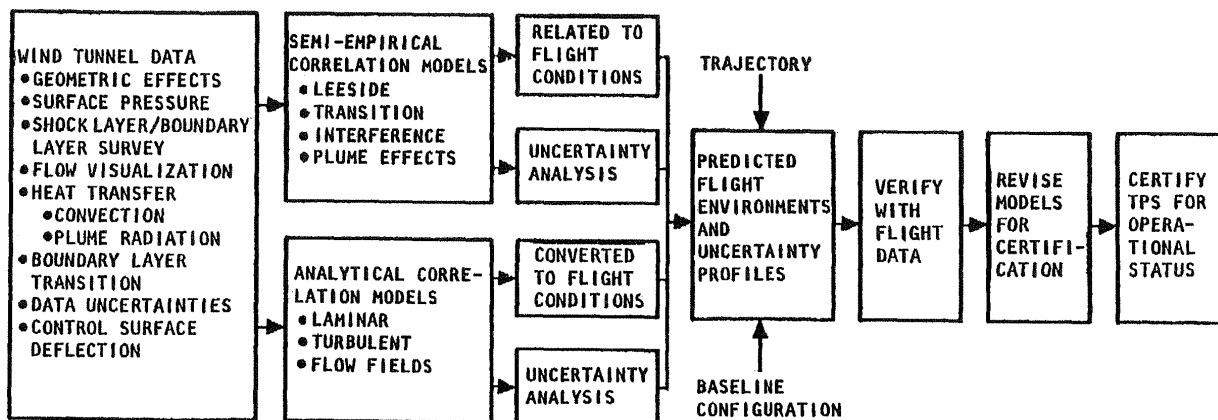 WIND TUNNEL DATA
●GEOMETRIC EFFECTS
●SURFACE PRESSURE
●SHOCK LAYER/BOUNDARY
LAYER SURVEY
●FLOW VISUALIZATION
●HEAT TRANSFER
●CONVECTION
●PLUME RADIATION
●BOUNDARY LAYER
TRANSITION
●DATA UNCERTAINTIES
●CONTROL SURFACE
DEFLECTION
SEMI-EMPIRICAL
CORRELATION MODELS
●LEESIDE
●TRANSITION
●INTERFERENCE
●PLUME EFFECTS
ANALYTICAL CORRE-
LATION MODELS
●LAMINAR
●TURBULENT
●FLOW FIELDS
RELATED TO
FLIGHT
CONDITIONS
UNCERTAINTY
ANALYSIS
CONVERTED
TO FLIGHT
CONDITIONS
UNCERTAINTY
ANALYSIS
TRAJECTORY
PREDICTED
FLIGHT
ENVIRONMENTS
AND
UNCERTAINTY
PROFILES
BASELINE
CONFIGURATION
VERIFY
WITH
FLIGHT
DATA
REVISE
MODELS
FOR
CERTIFI-
CATION
CERTIFY
TPS FOR
OPERA-
TIONAL
STATUS